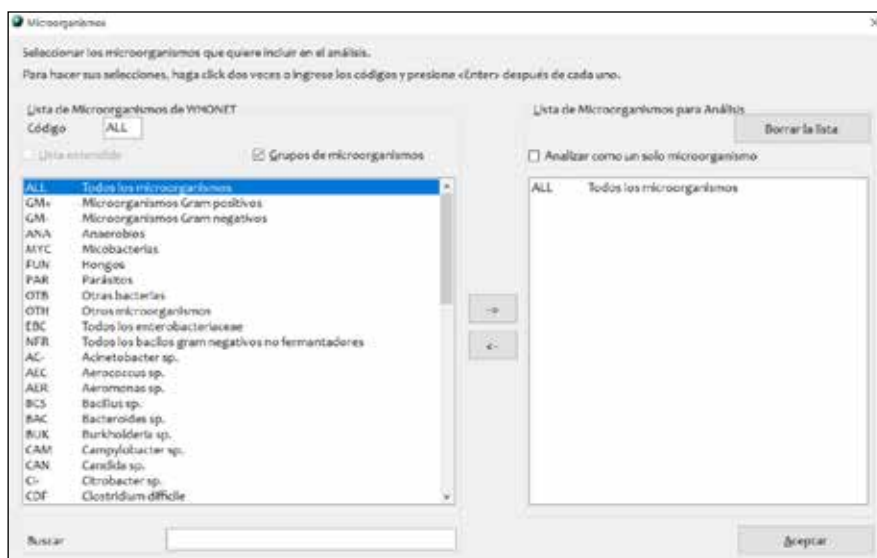 Microorganismos
Seleccionar los microorganismos que quiere incluir en el análisis.
Para hacer sus selecciones, haga click dos veces o ingrese los códigos y presione <Enter> después de cada uno.
Lista de Microorganismos de WHONET
Código ALL
Lista extendida Grupos de microorganismos
ALL Todos los microorganismos
GM+ Microorganismos Gram positivos
GM- Microorganismos Gram negativos
ANA Anaerobios
MYC Micobacterias
FUN Hongos
PAR Parásitos
OTB Otras bacterias
OTH Otros microorganismos
EBC Todos los enterobacteriaceae
NFR Todos los bacilos gram negativos no fermantadores
AC- Acinetobacter sp.
AEC Aerococcus sp.
AER Aeromonas sp.
BCS Bacillus sp.
BAC Bacteroides sp.
BUK Burkholderia sp.
CAM Campylobacter sp.
CAN Candida sp.
CI- Citrobacter sp.
CDF Clostridium difficile
Buscar
-->
<-
Lista de Microorganismos para Análisis
Borrar la lista
Analizar como un solo microorganismo
ALL Todos los microorganismos
Aceptar